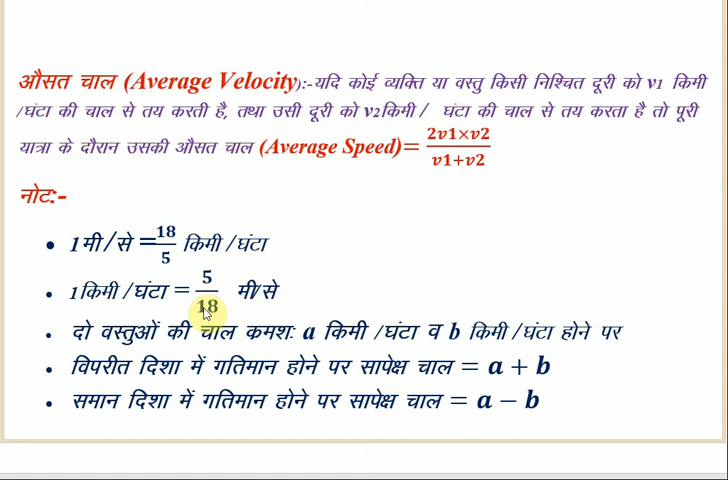 औसत चाल (Average Velocity):-यदि कोई व्यक्ति या वस्तु किसी निश्चित दूरी को v1 किमी
/घंटा की चाल से तय करती है, तथा उसी दूरी को v2किमी / घंटा की चाल से तय करता है तो पूरी
यात्रा के दौरान उसकी औसत चाल (Average Speed)= 2v1×v2/v1+v2
नोट:-
• 1मी/से =18/5 किमी/घंटा
• 1किमी/घंटा = 5/18 मी/से
• दो वस्तुओं की चाल कमश: a किमी /घंटा व b किमी/घंटा होने पर
• विपरीत दिशा में गतिमान होने पर सापेक्ष चाल = a + b
• समान दिशा में गतिमान होने पर सापेक्ष चाल = a − b